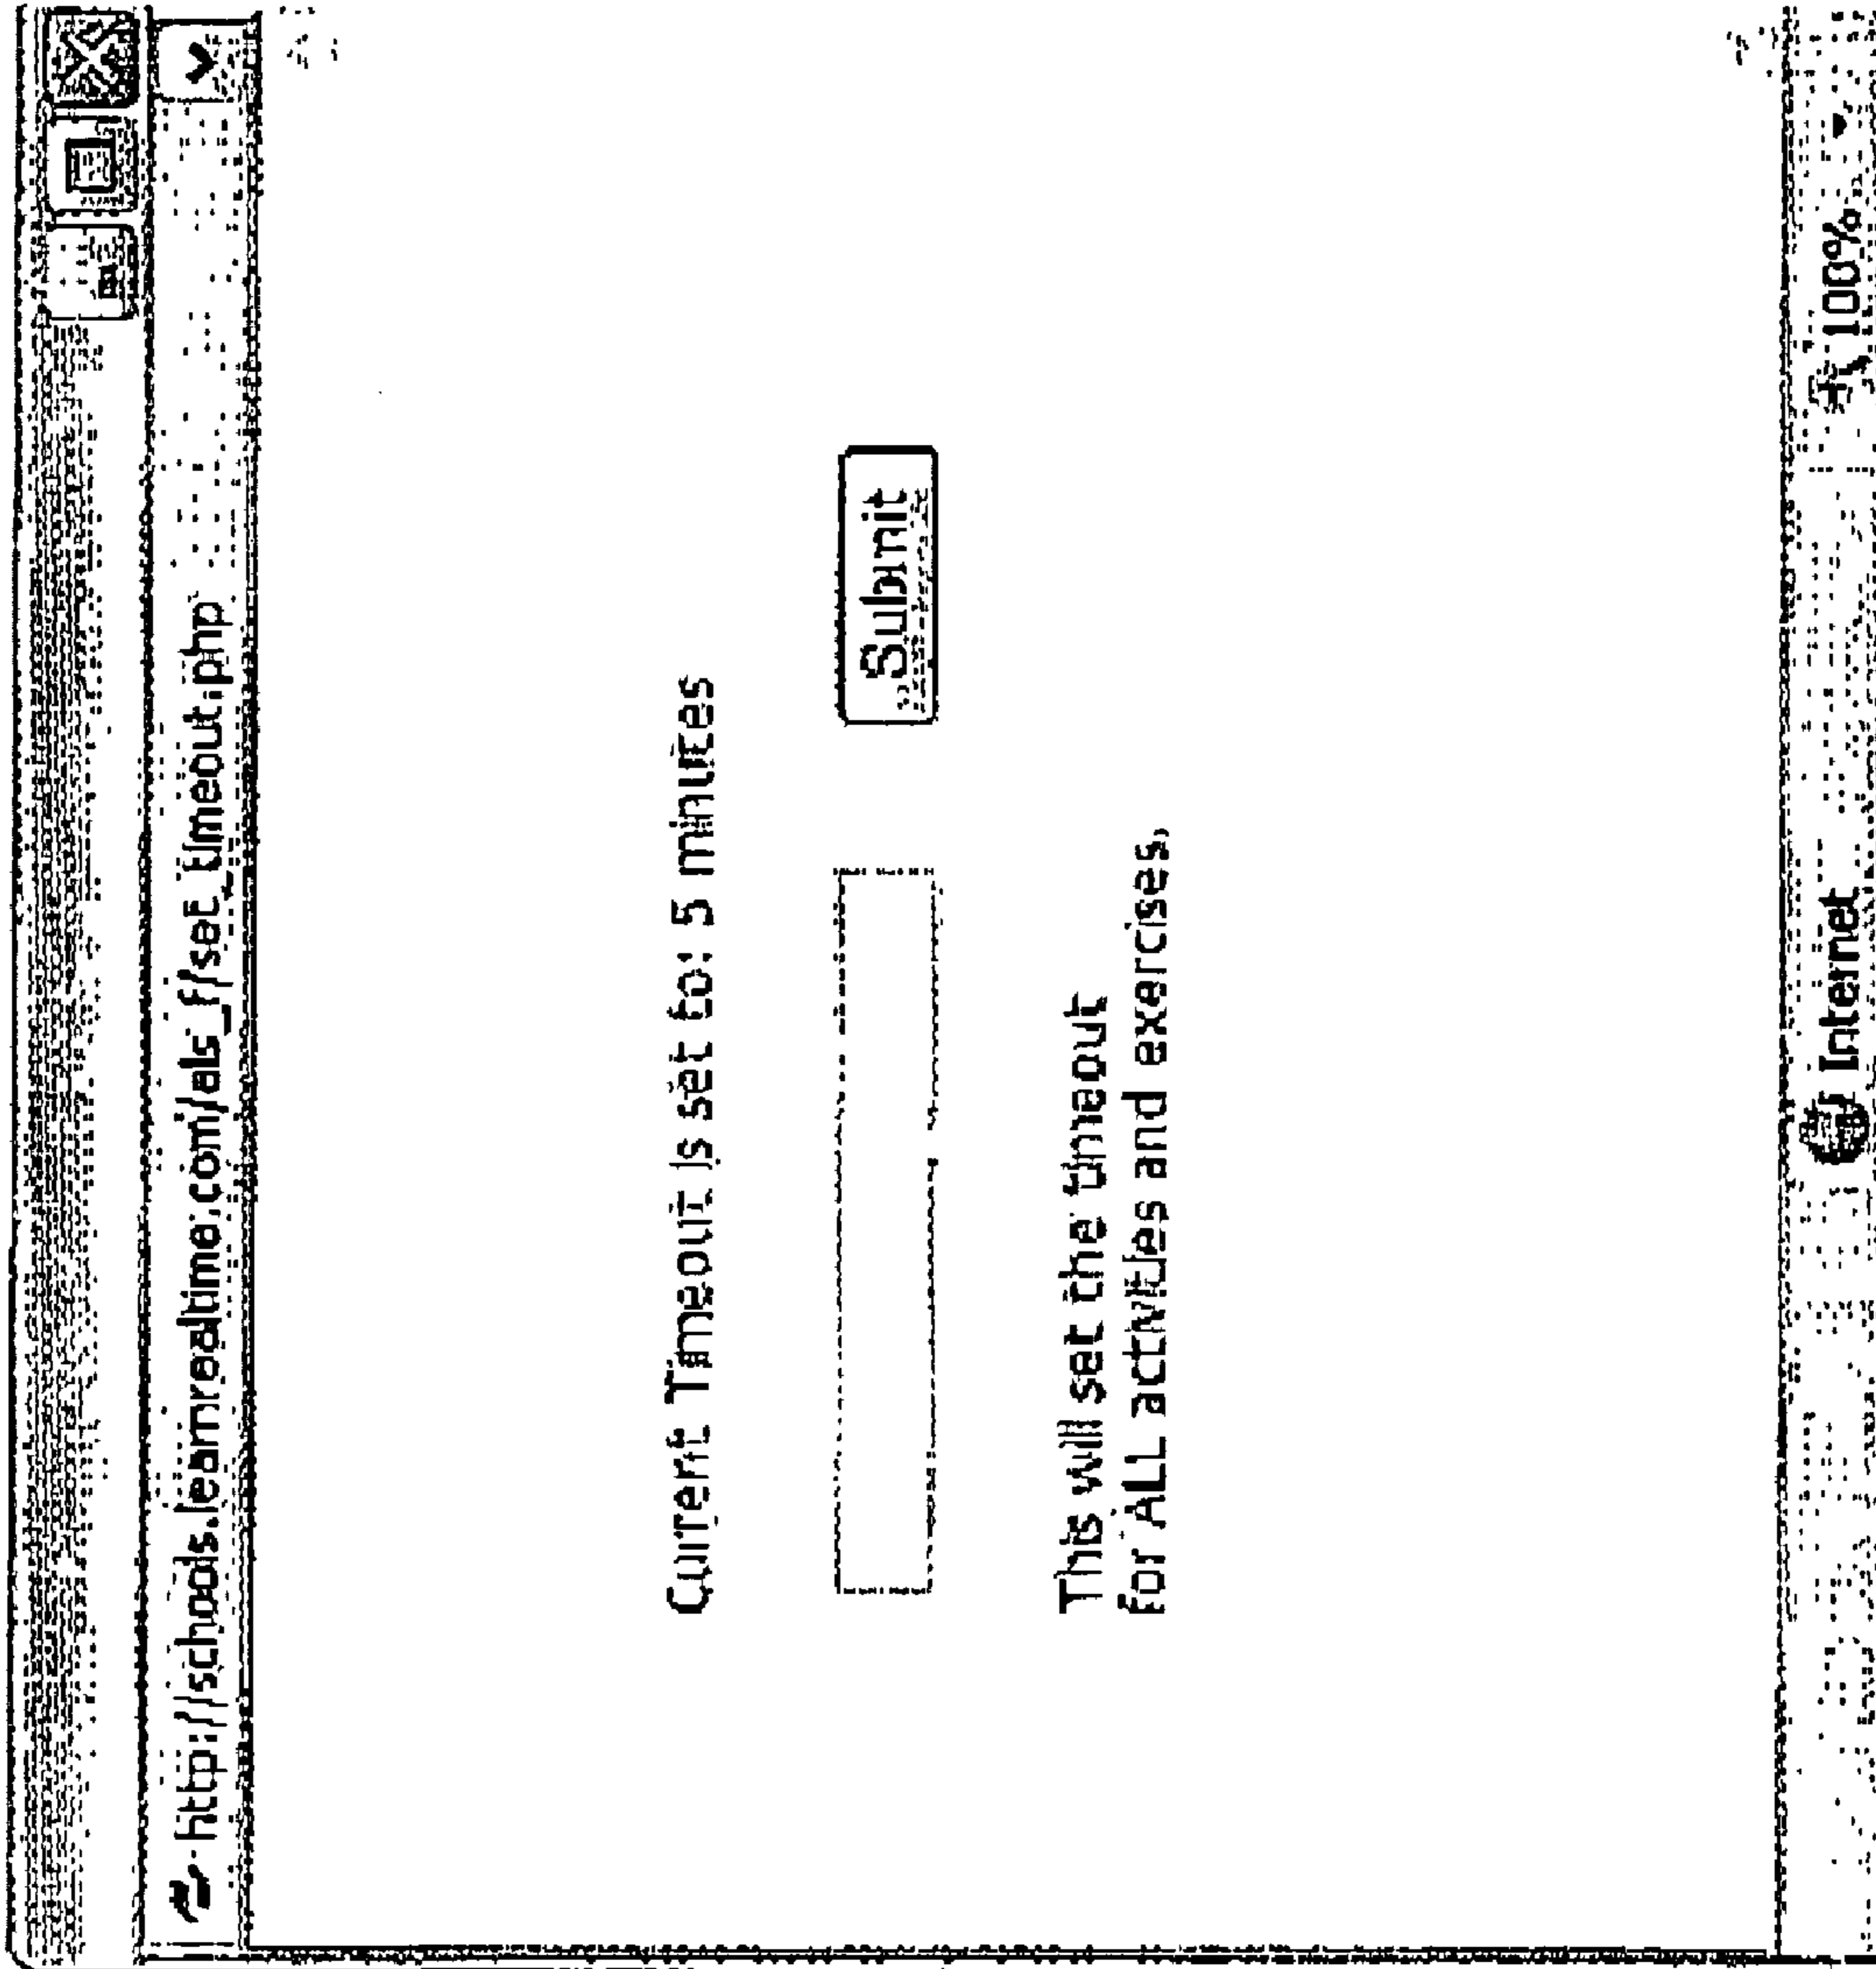 http://schools.learnrealtime.com/als_f/set_timeout.php
Current Timeout is set to: 5 minutes
Submit
This will set the timeout
for ALL activities and exercises.
Internet
100%